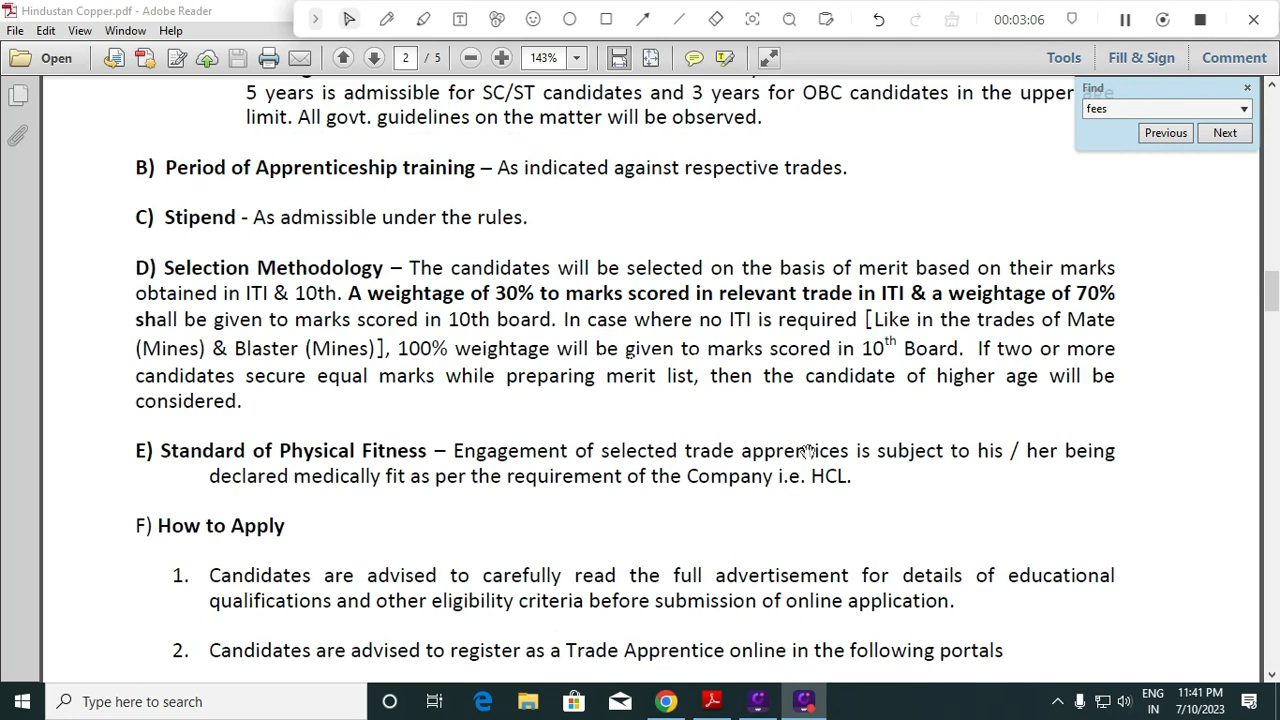 Hindustan Copper.pdf - Adobe Reader
00:03:06
File Edit View Window Help
Open 2 / 5 143% Tools Fill & Sign Comment
Find
fees
Previous Next
5 years is admissible for SC/ST candidates and 3 years for OBC candidates in the upper age
limit. All govt. guidelines on the matter will be observed.
B) Period of Apprenticeship training – As indicated against respective trades.
C) Stipend - As admissible under the rules.
D) Selection Methodology – The candidates will be selected on the basis of merit based on their marks
obtained in ITI & 10th. A weightage of 30% to marks scored in relevant trade in ITI & a weightage of 70%
shall be given to marks scored in 10th board. In case where no ITI is required [Like in the trades of Mate
(Mines) & Blaster (Mines)], 100% weightage will be given to marks scored in 10th Board. If two or more
candidates secure equal marks while preparing merit list, then the candidate of higher age will be
considered.
E) Standard of Physical Fitness – Engagement of selected trade apprentices is subject to his / her being
declared medically fit as per the requirement of the Company i.e. HCL.
F) How to Apply
1. Candidates are advised to carefully read the full advertisement for details of educational
qualifications and other eligibility criteria before submission of online application.
2. Candidates are advised to register as a Trade Apprentice online in the following portals
Type here to search
ENG 11:41 PM
IN 7/10/2023